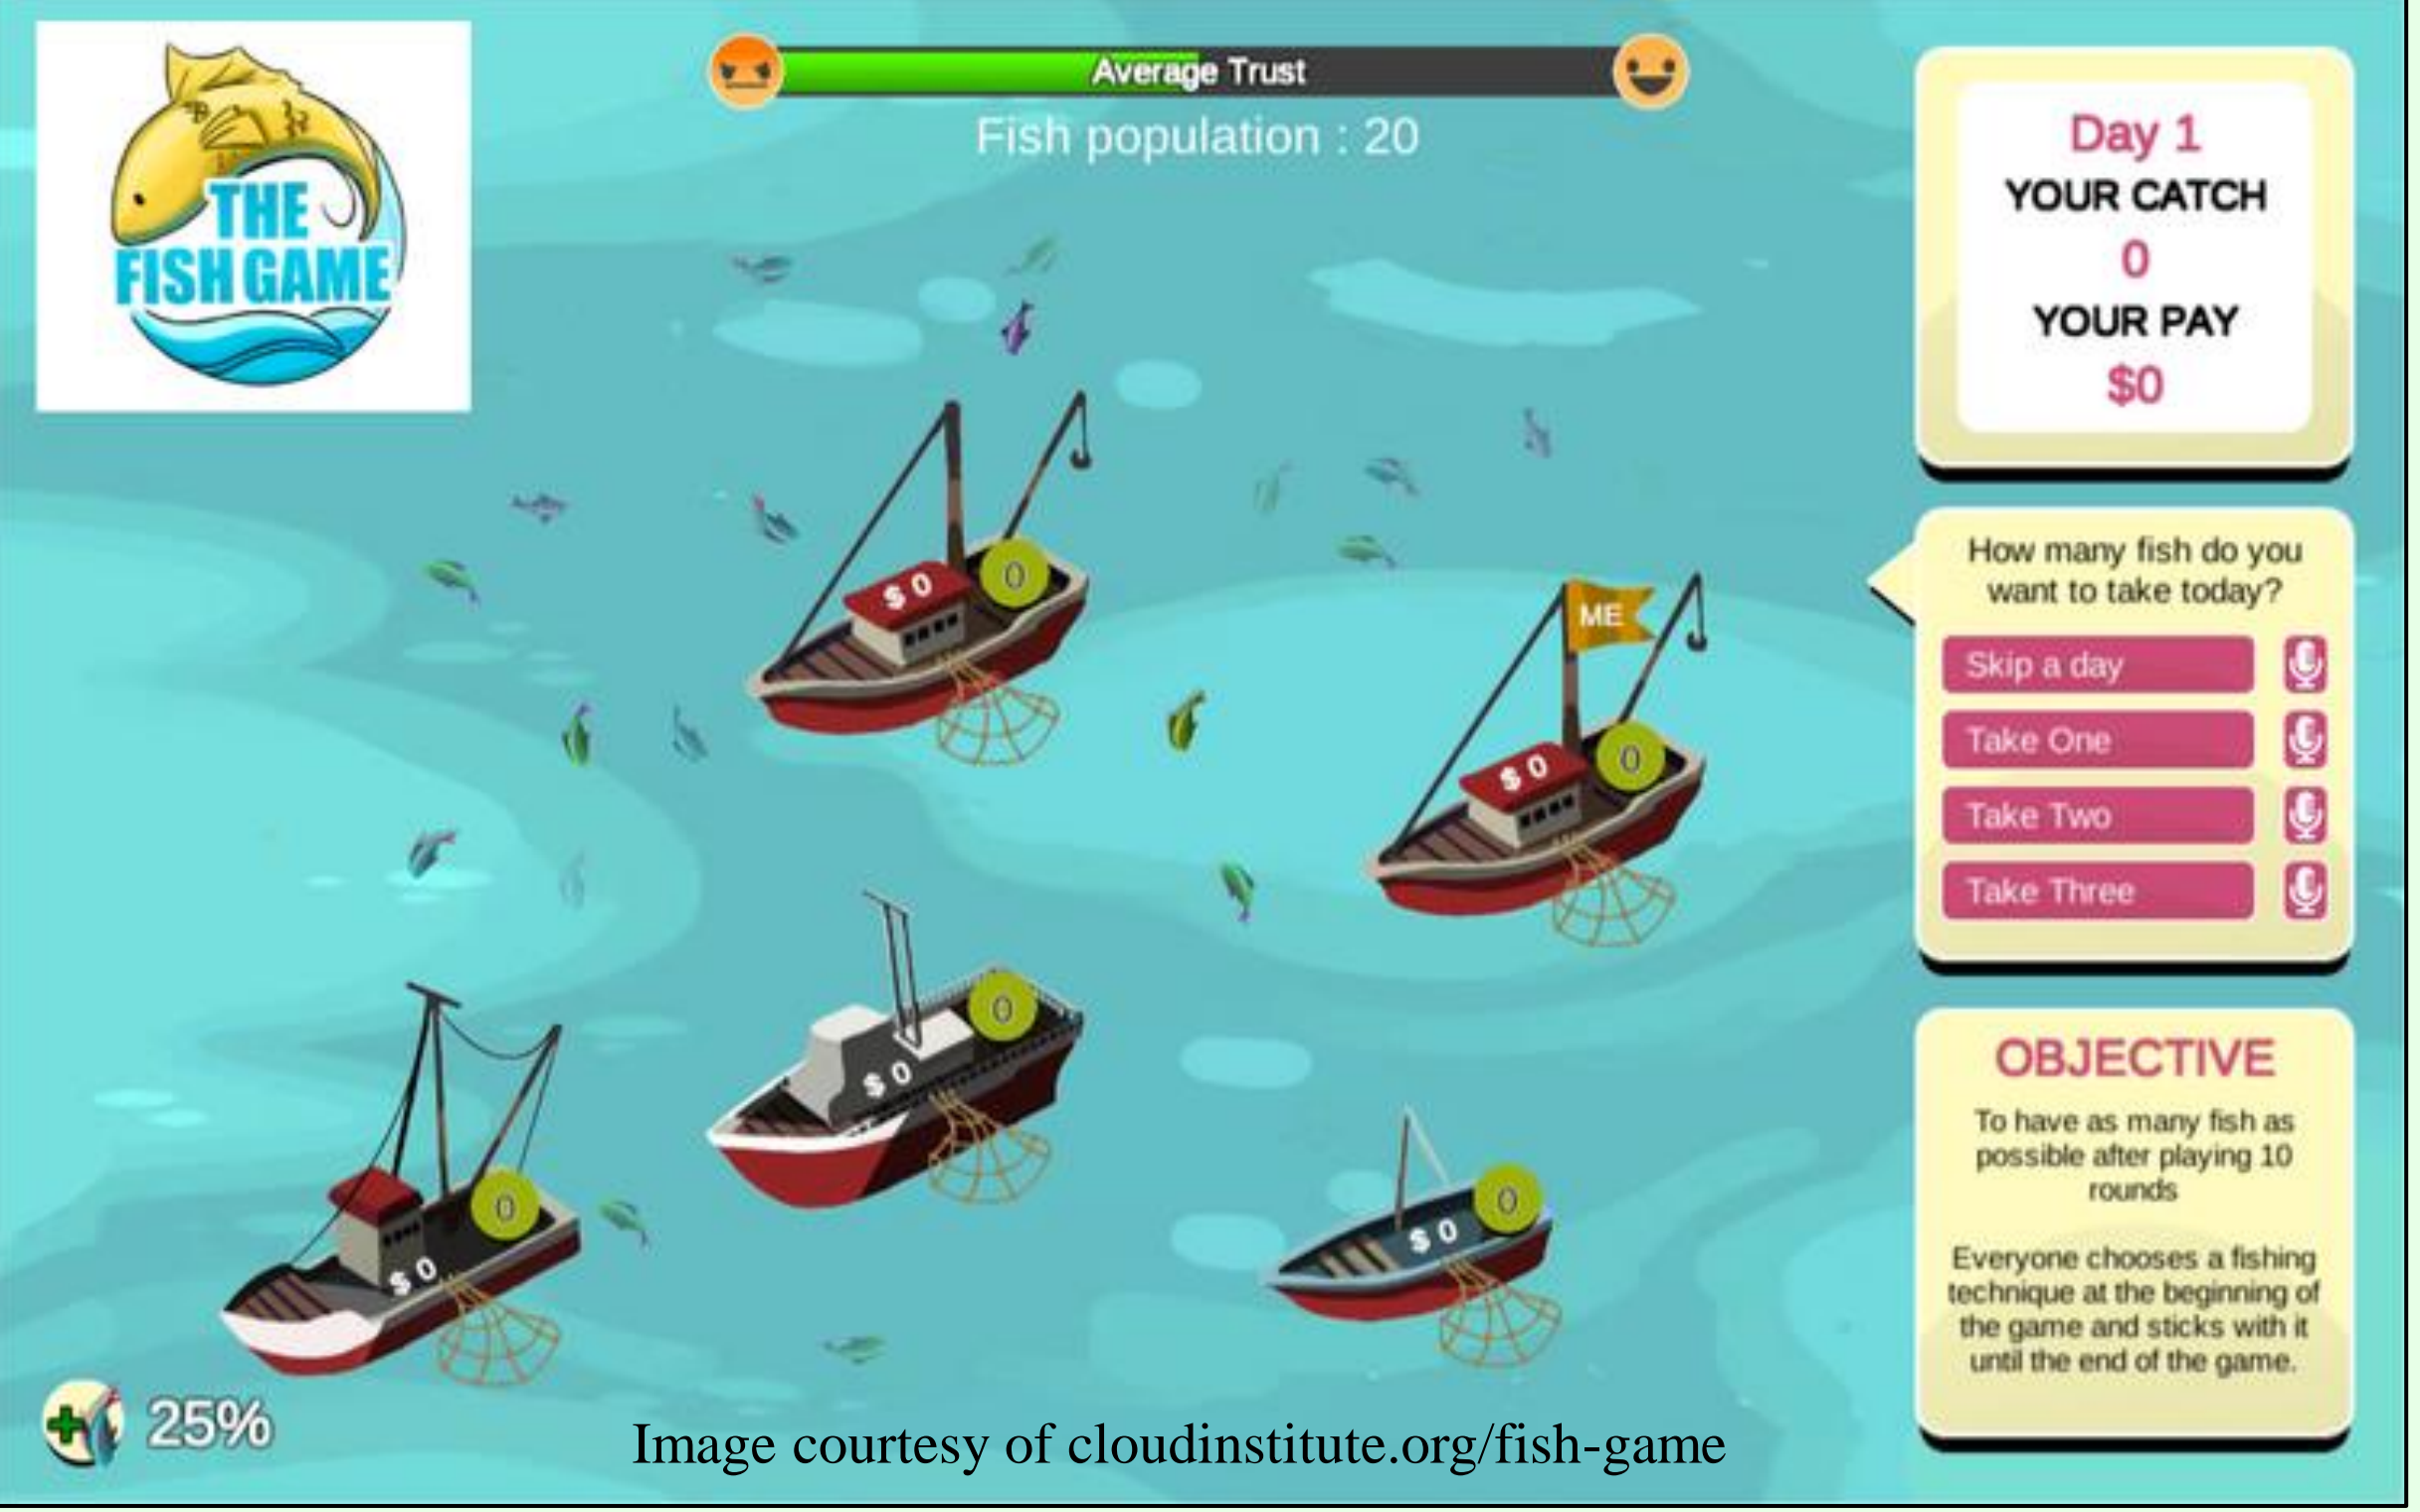 THE
FISH GAME
Average Trust
Fish population : 20
Day 1
YOUR CATCH
0
YOUR PAY
$0
How many fish do you
want to take today?
Skip a day
Take One
Take Two
Take Three
OBJECTIVE
To have as many fish as
possible after playing 10
rounds
Everyone chooses a fishing
technique at the beginning of
the game and sticks with it
until the end of the game.
$ 0
0
ME
$ 0
0
$ 0
0
$ 0
0
$ 0
0
25%
Image courtesy of cloudinstitute.org/fish-game